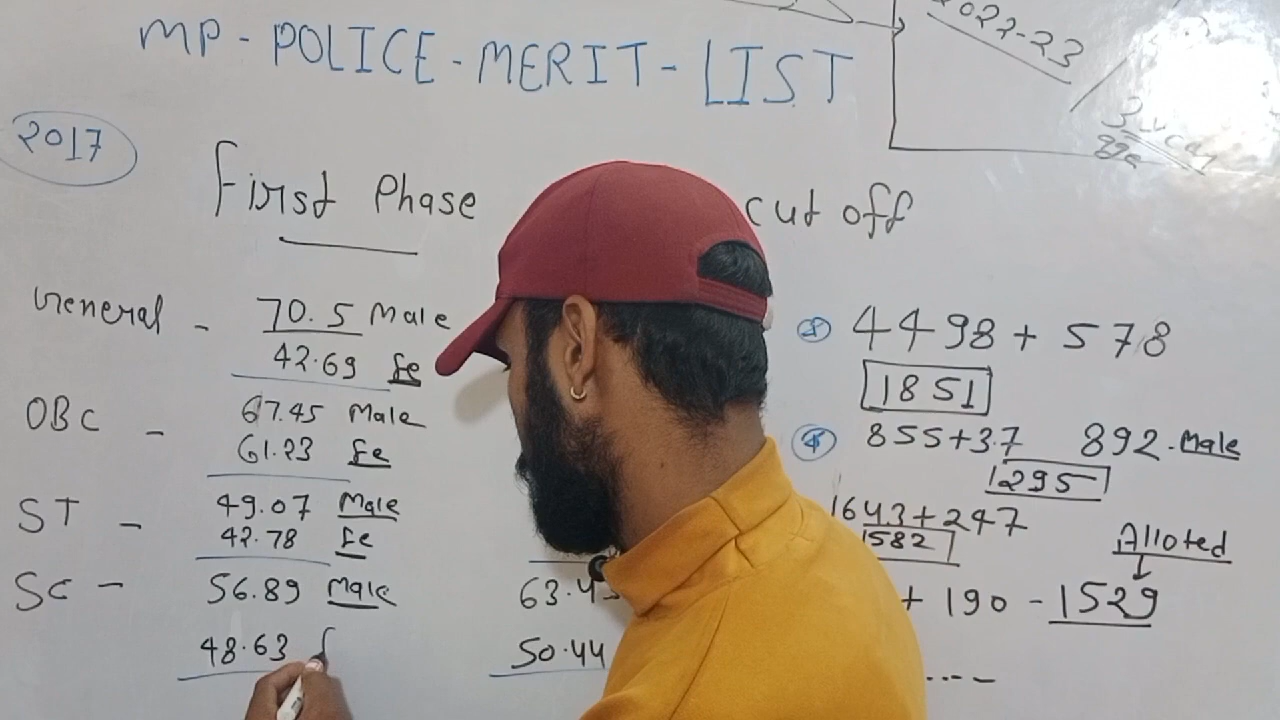 MP - POLICE - MERIT - LIST
2022-23
2017
First Phase cut off
General - 70.5 Male
42.69 fe
OBC - 67.45 Male
61.23 fe
ST - 49.07 Male
42.78 fe
SC - 56.89 Male
48.63 f
63.4
50.44
4498 + 578
1851
855+37 892-Male
1295
1643+247
1582
Alloted
+ 190 - 1529
----